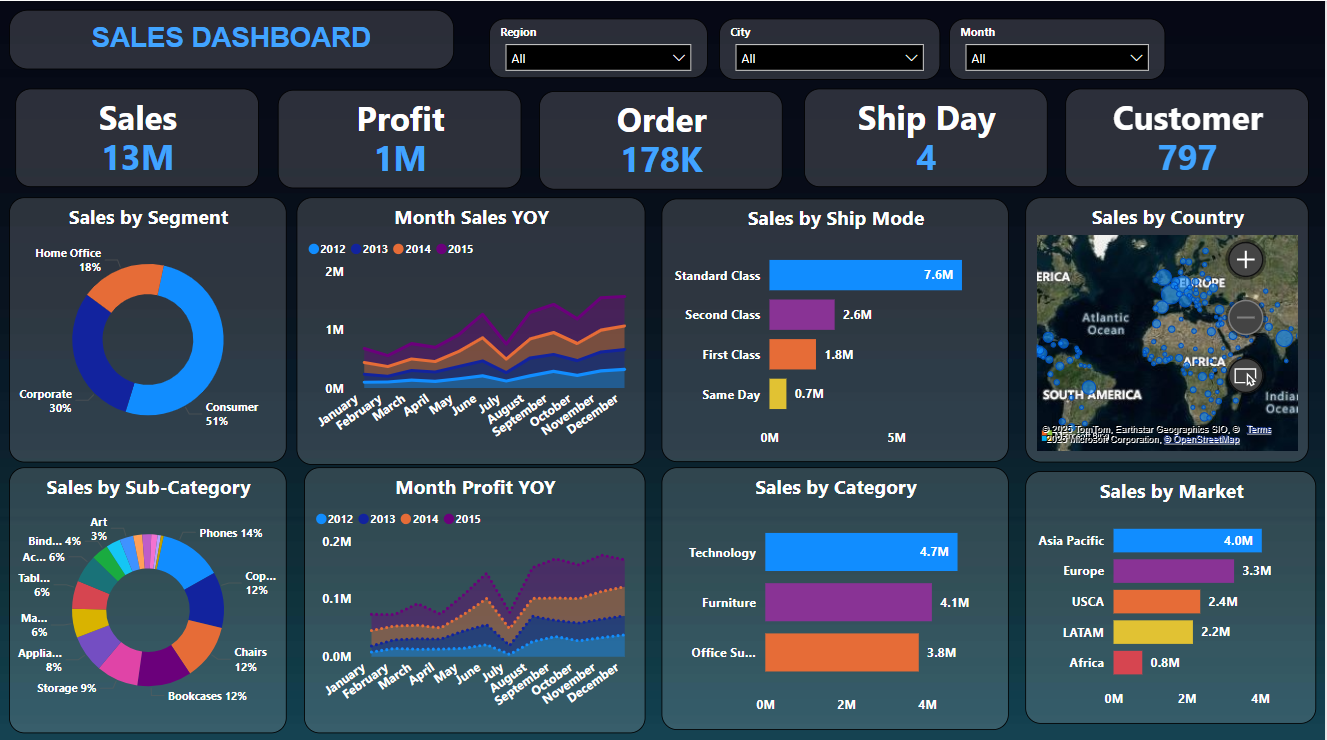 SALES DASHBOARD
Region
All
City
All
Month
All
Sales
13M
Profit
1M
Order
178K
Ship Day
4
Customer
797
Sales by Segment
Home Office
18%
Corporate
30%
Consumer
51%
Month Sales YOY
2012 2013 2014 2015
2M
1M
0M
January
February
March
April
May
June
July
August
September
October
November
December
Sales by Ship Mode
Standard Class 7.6M
Second Class 2.6M
First Class 1.8M
Same Day 0.7M
0M 5M
Sales by Country
ERICA
EUROPE
Atlantic
Ocean
AFRICA
SOUTH AMERICA
Indian
Ocea
© 2025 TomTom, Earthstar Geographics SIO, © Terms
2025 Microsoft Corporation, © OpenStreetMap
Sales by Sub-Category
Art
3%
Bind... 4%
Ac... 6%
Tabl...
6%
Ma...
6%
Applia...
8%
Storage 9%
Phones 14%
Cop...
12%
Chairs
12%
Bookcases 12%
Month Profit YOY
2012 2013 2014 2015
0.2M
0.1M
0.0M
January
February
March
April
May
June
July
August
September
October
November
December
Sales by Category
Technology 4.7M
Furniture 4.1M
Office Su... 3.8M
0M 2M 4M
Sales by Market
Asia Pacific 4.0M
Europe 3.3M
USCA 2.4M
LATAM 2.2M
Africa 0.8M
0M 2M 4M